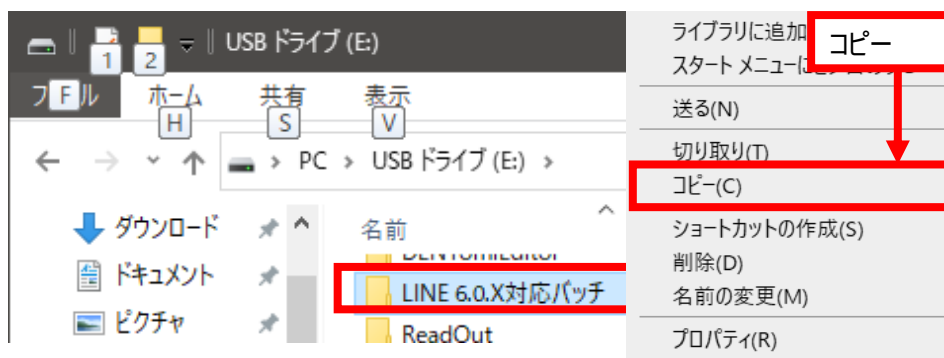 USB ドライブ (E:)
1
2
フ F ル
ホーム
H
共有
S
表示
V
PC
USB ドライブ (E:)
ダウンロード
ドキュメント
ピクチャ
名前
LINE 6.0.X対応パッチ
ReadOut
ライブラリに追加
コピー
スタート メニューに
送る(N)
切り取り(T)
コピー(C)
ショートカットの作成(S)
削除(D)
名前の変更(M)
プロパティ(R)